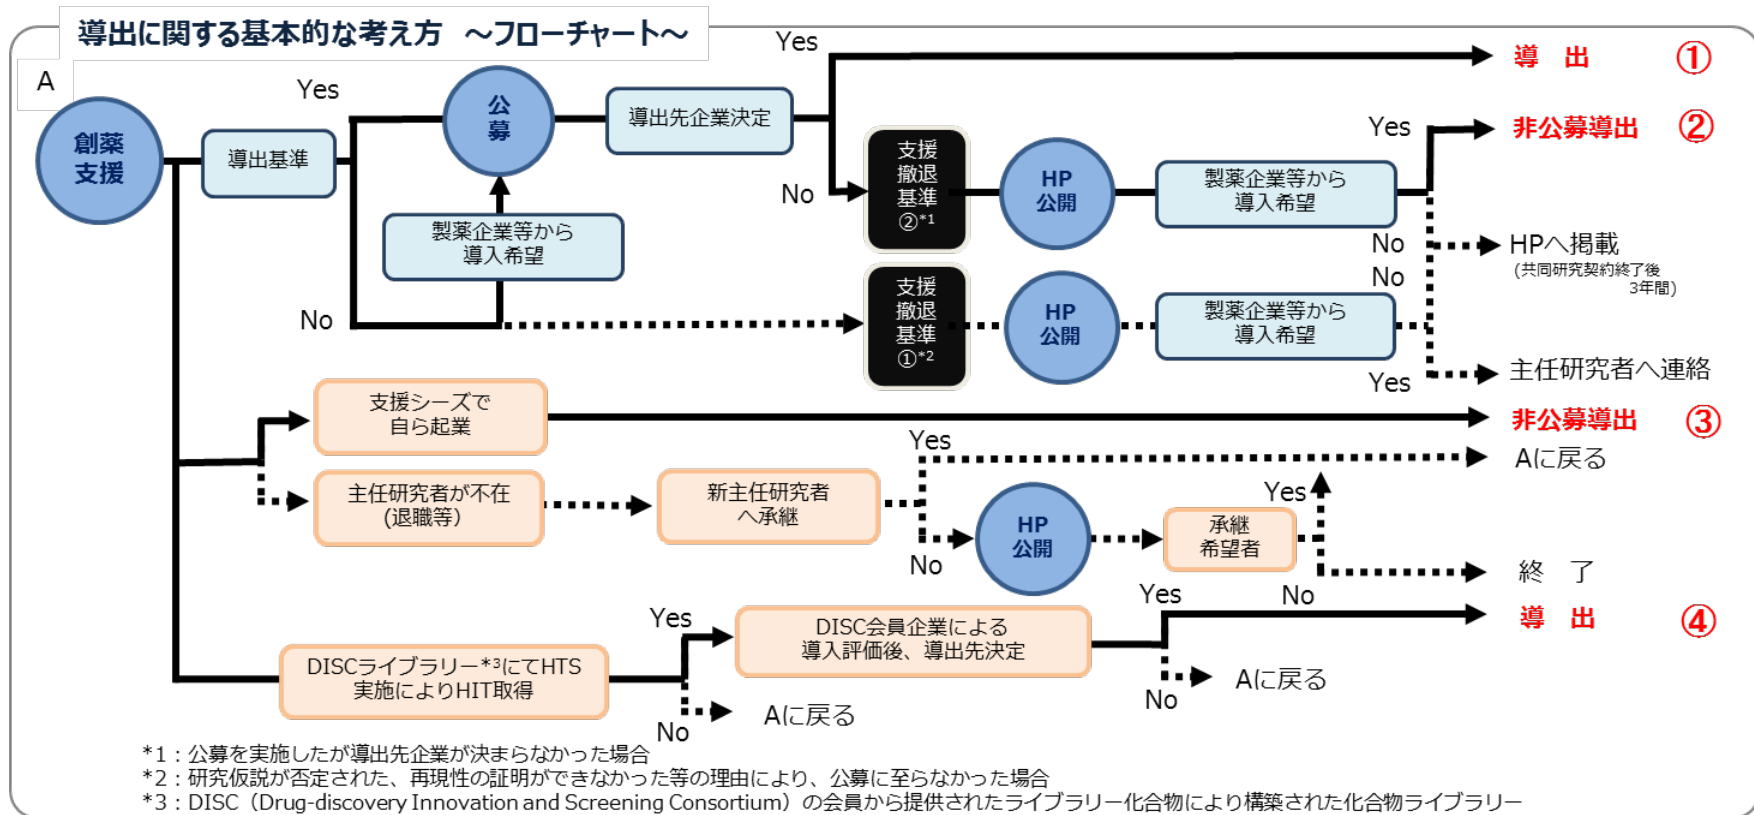 導出に関する基本的な考え方　～フローチャート～
A
創薬
支援
導出基準
Yes
No
公
募
製薬企業等から
導入希望
導出先企業決定
Yes
No
導　出
①
支援
撤退
基準
②*1
HP
公開
製薬企業等から
導入希望
Yes
No
非公募導出
②
支援
撤退
基準
①*2
HP
公開
製薬企業等から
導入希望
No
Yes
HPへ掲載
(共同研究契約終了後
3年間)
主任研究者へ連絡
支援シーズで
自ら起業
非公募導出
③
主任研究者が不在
(退職等)
新主任研究者
へ承継
Yes
No
Aに戻る
HP
公開
承継
希望者
Yes
No
終　了
DISCライブラリー*3にてHTS
実施によりHIT取得
Yes
No
Aに戻る
DISC会員企業による
導入評価後、導出先決定
Yes
No
導　出
④
Aに戻る
*1：公募を実施したが導出先企業が決まらなかった場合
*2：研究仮説が否定された、再現性の証明ができなかった等の理由により、公募に至らなかった場合
*3：DISC（Drug-discovery Innovation and Screening Consortium）の会員から提供されたライブラリー化合物により構築された化合物ライブラリー